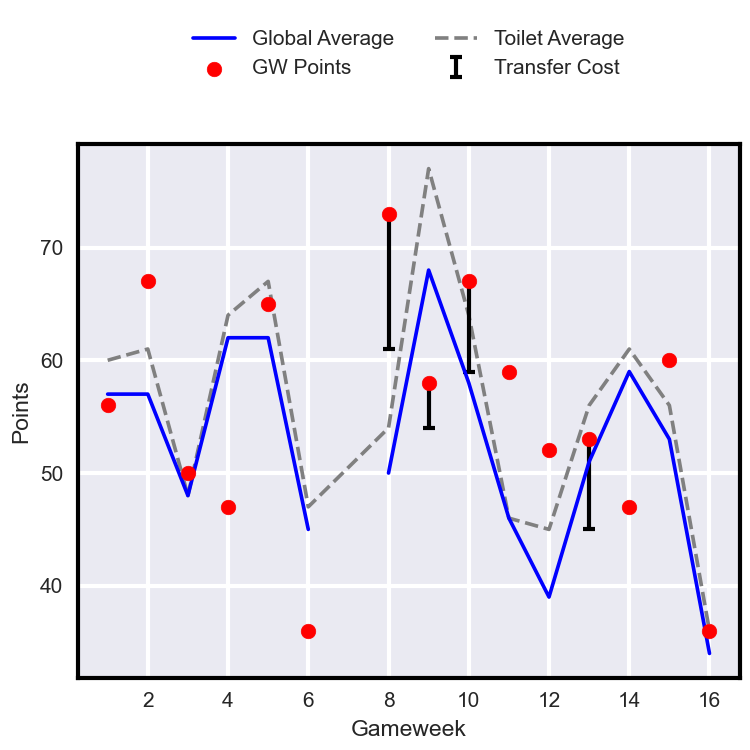 Global Average
Toilet Average
GW Points
Transfer Cost
Points
70
60
50
40
2 4 6 8 10 12 14 16
Gameweek